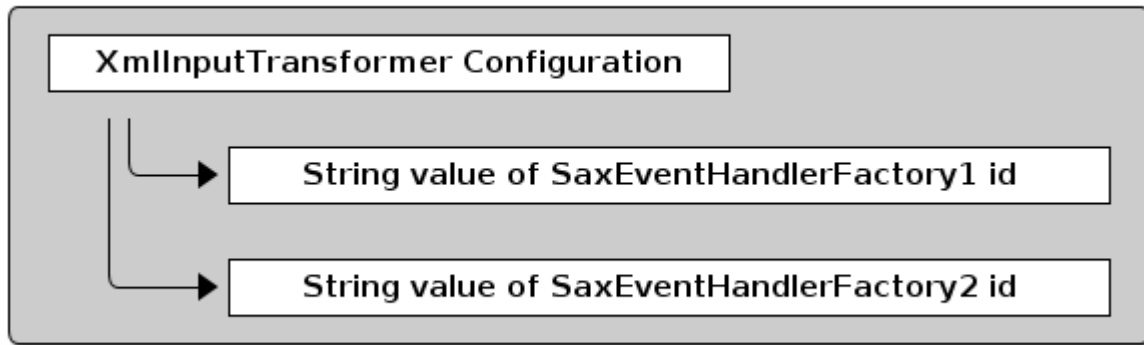 XmlInputTransformer Configuration
String value of SaxEventHandlerFactory1 id
String value of SaxEventHandlerFactory2 id